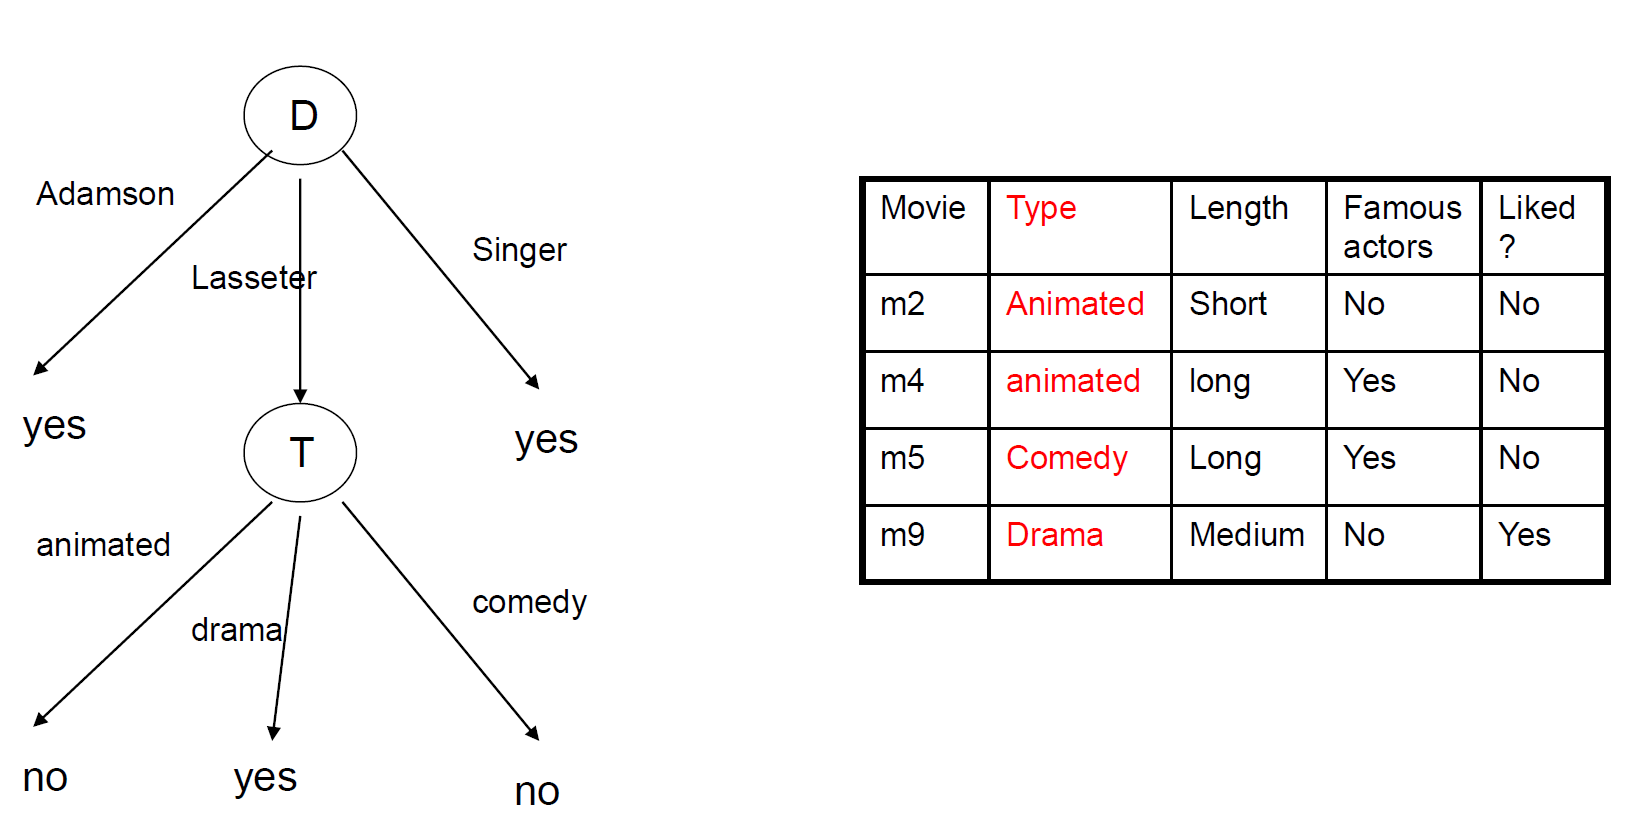 D
Adamson
Singer
Lasseter
yes
yes
T
animated
comedy
drama
no
yes
no
Movie Type Length Famous actors Liked ?
m2 Animated Short No No
m4 animated long Yes No
m5 Comedy Long Yes No
m9 Drama Medium No Yes